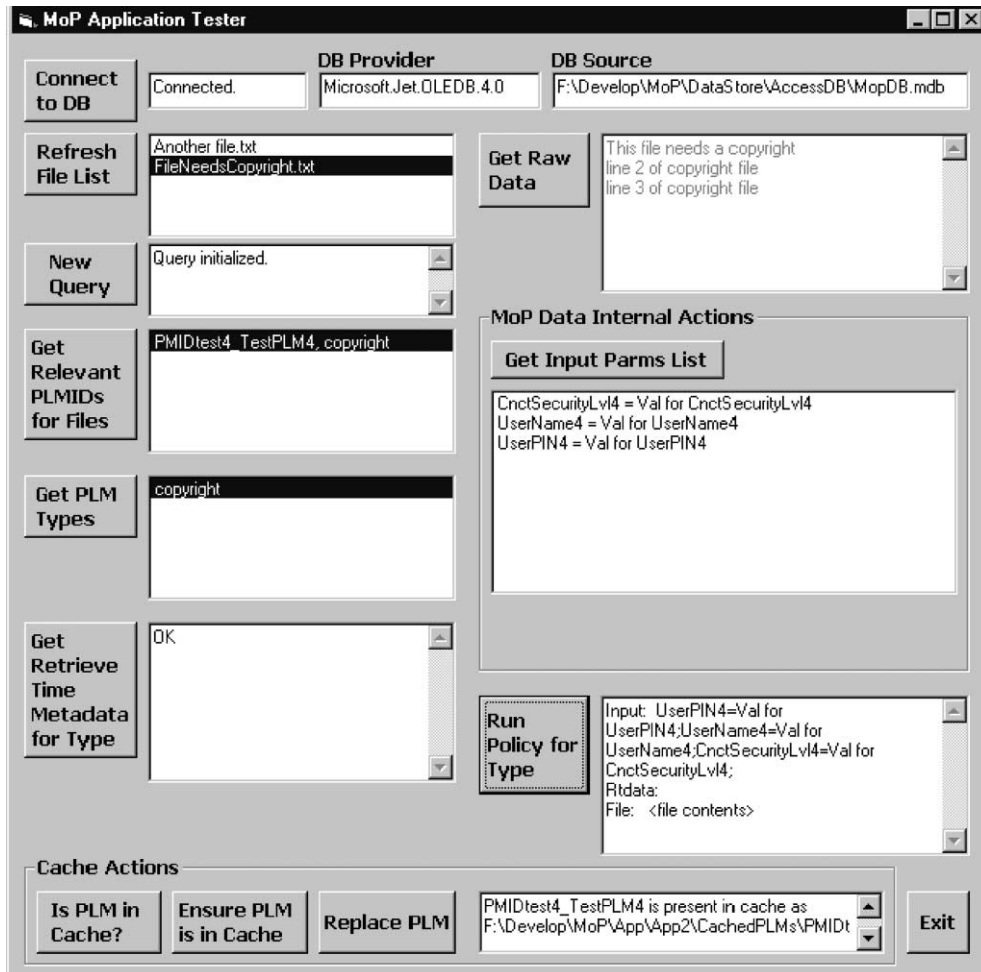 MoP Application Tester
DB Provider
DB Source
Connect
to DB
Connected.
Microsoft.Jet.OLEDB.4.0
F:\Develop\MoP\DataStore\AccessDB\MopDB.mdb
Refresh
File List
Another file.txt
FileNeedsCopyright.txt
Get Raw
Data
This file needs a copyright
line 2 of copyright file
line 3 of copyright file
New
Query
Query initialized.
MoP Data Internal Actions
Get Input Parms List
CnctSecurityLvl4 = Val for CnctSecurityLvl4
UserName4 = Val for UserName4
UserPIN4 = Val for UserPIN4
Get
Relevant
PLMIDs
for Files
PMIDtest4_TestPLM4, copyright
Get PLM
Types
copyright
Get
Retrieve
Time
Metadata
for Type
OK
Run
Policy for
Type
Input:  UserPIN4=Val for
UserPIN4;UserName4=Val for
UserName4;CnctSecurityLvl4=Val for
CnctSecurityLvl4;
Rtdata:
File:   <file contents>
Cache Actions
Is PLM in
Cache?
Ensure PLM
is in Cache
Replace PLM
PMIDtest4_TestPLM4 is present in cache as
F:\Develop\MoP\App\App2\CachedPLMs\PMIDt
Exit